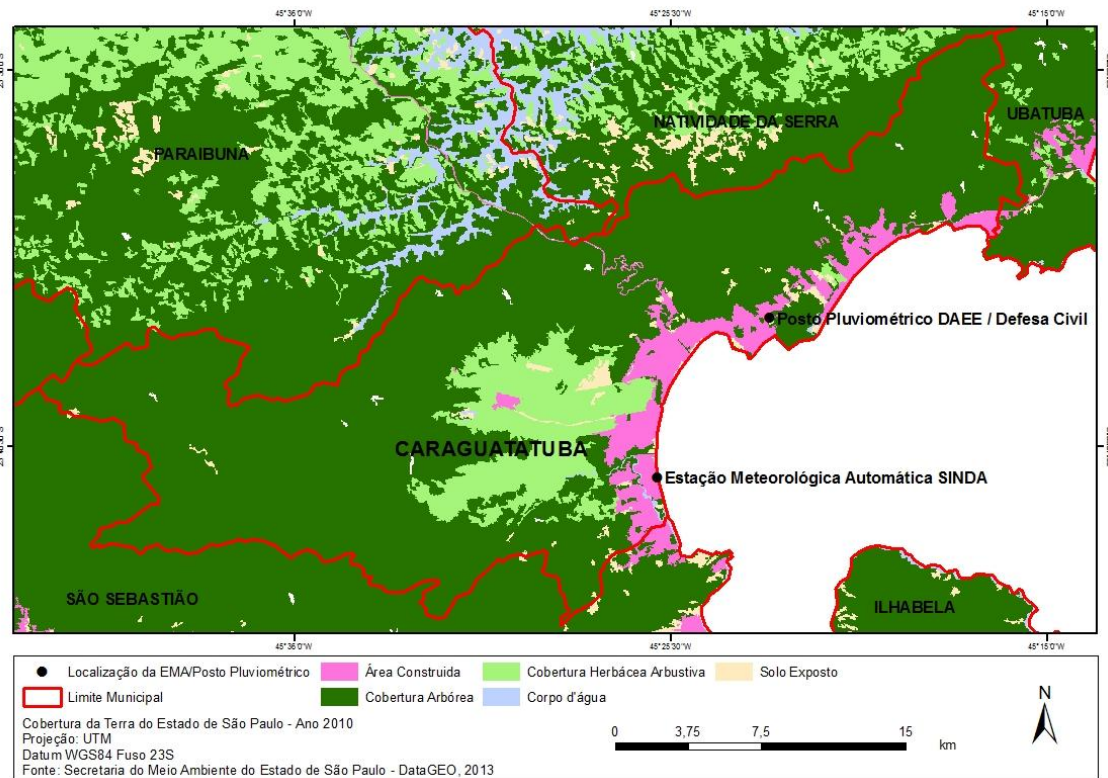 45°36'0"W 45°25'30"W 45°15'0"W
UBATUBA
NATIVIDADE DA SERRA
PARAIBUNA
Posto Pluviométrico DAEE / Defesa Civil
CARAGUATATUBA
Estação Meteorológica Automática SINDA
SÃO SEBASTIÃO
ILHABELA
45°36'0"W 45°25'30"W 45°15'0"W
Localização da EMA/Posto Pluviométrico Área Construida Cobertura Herbácea Arbustiva Solo Exposto
Limite Municipal Cobertura Arbórea Corpo d'água
Cobertura da Terra do Estado de São Paulo - Ano 2010
Projeção: UTM
Datum WGS84 Fuso 23S
Fonte: Secretaria do Meio Ambiente do Estado de São Paulo - DataGEO, 2013
0 3,75 7,5 15
km
N